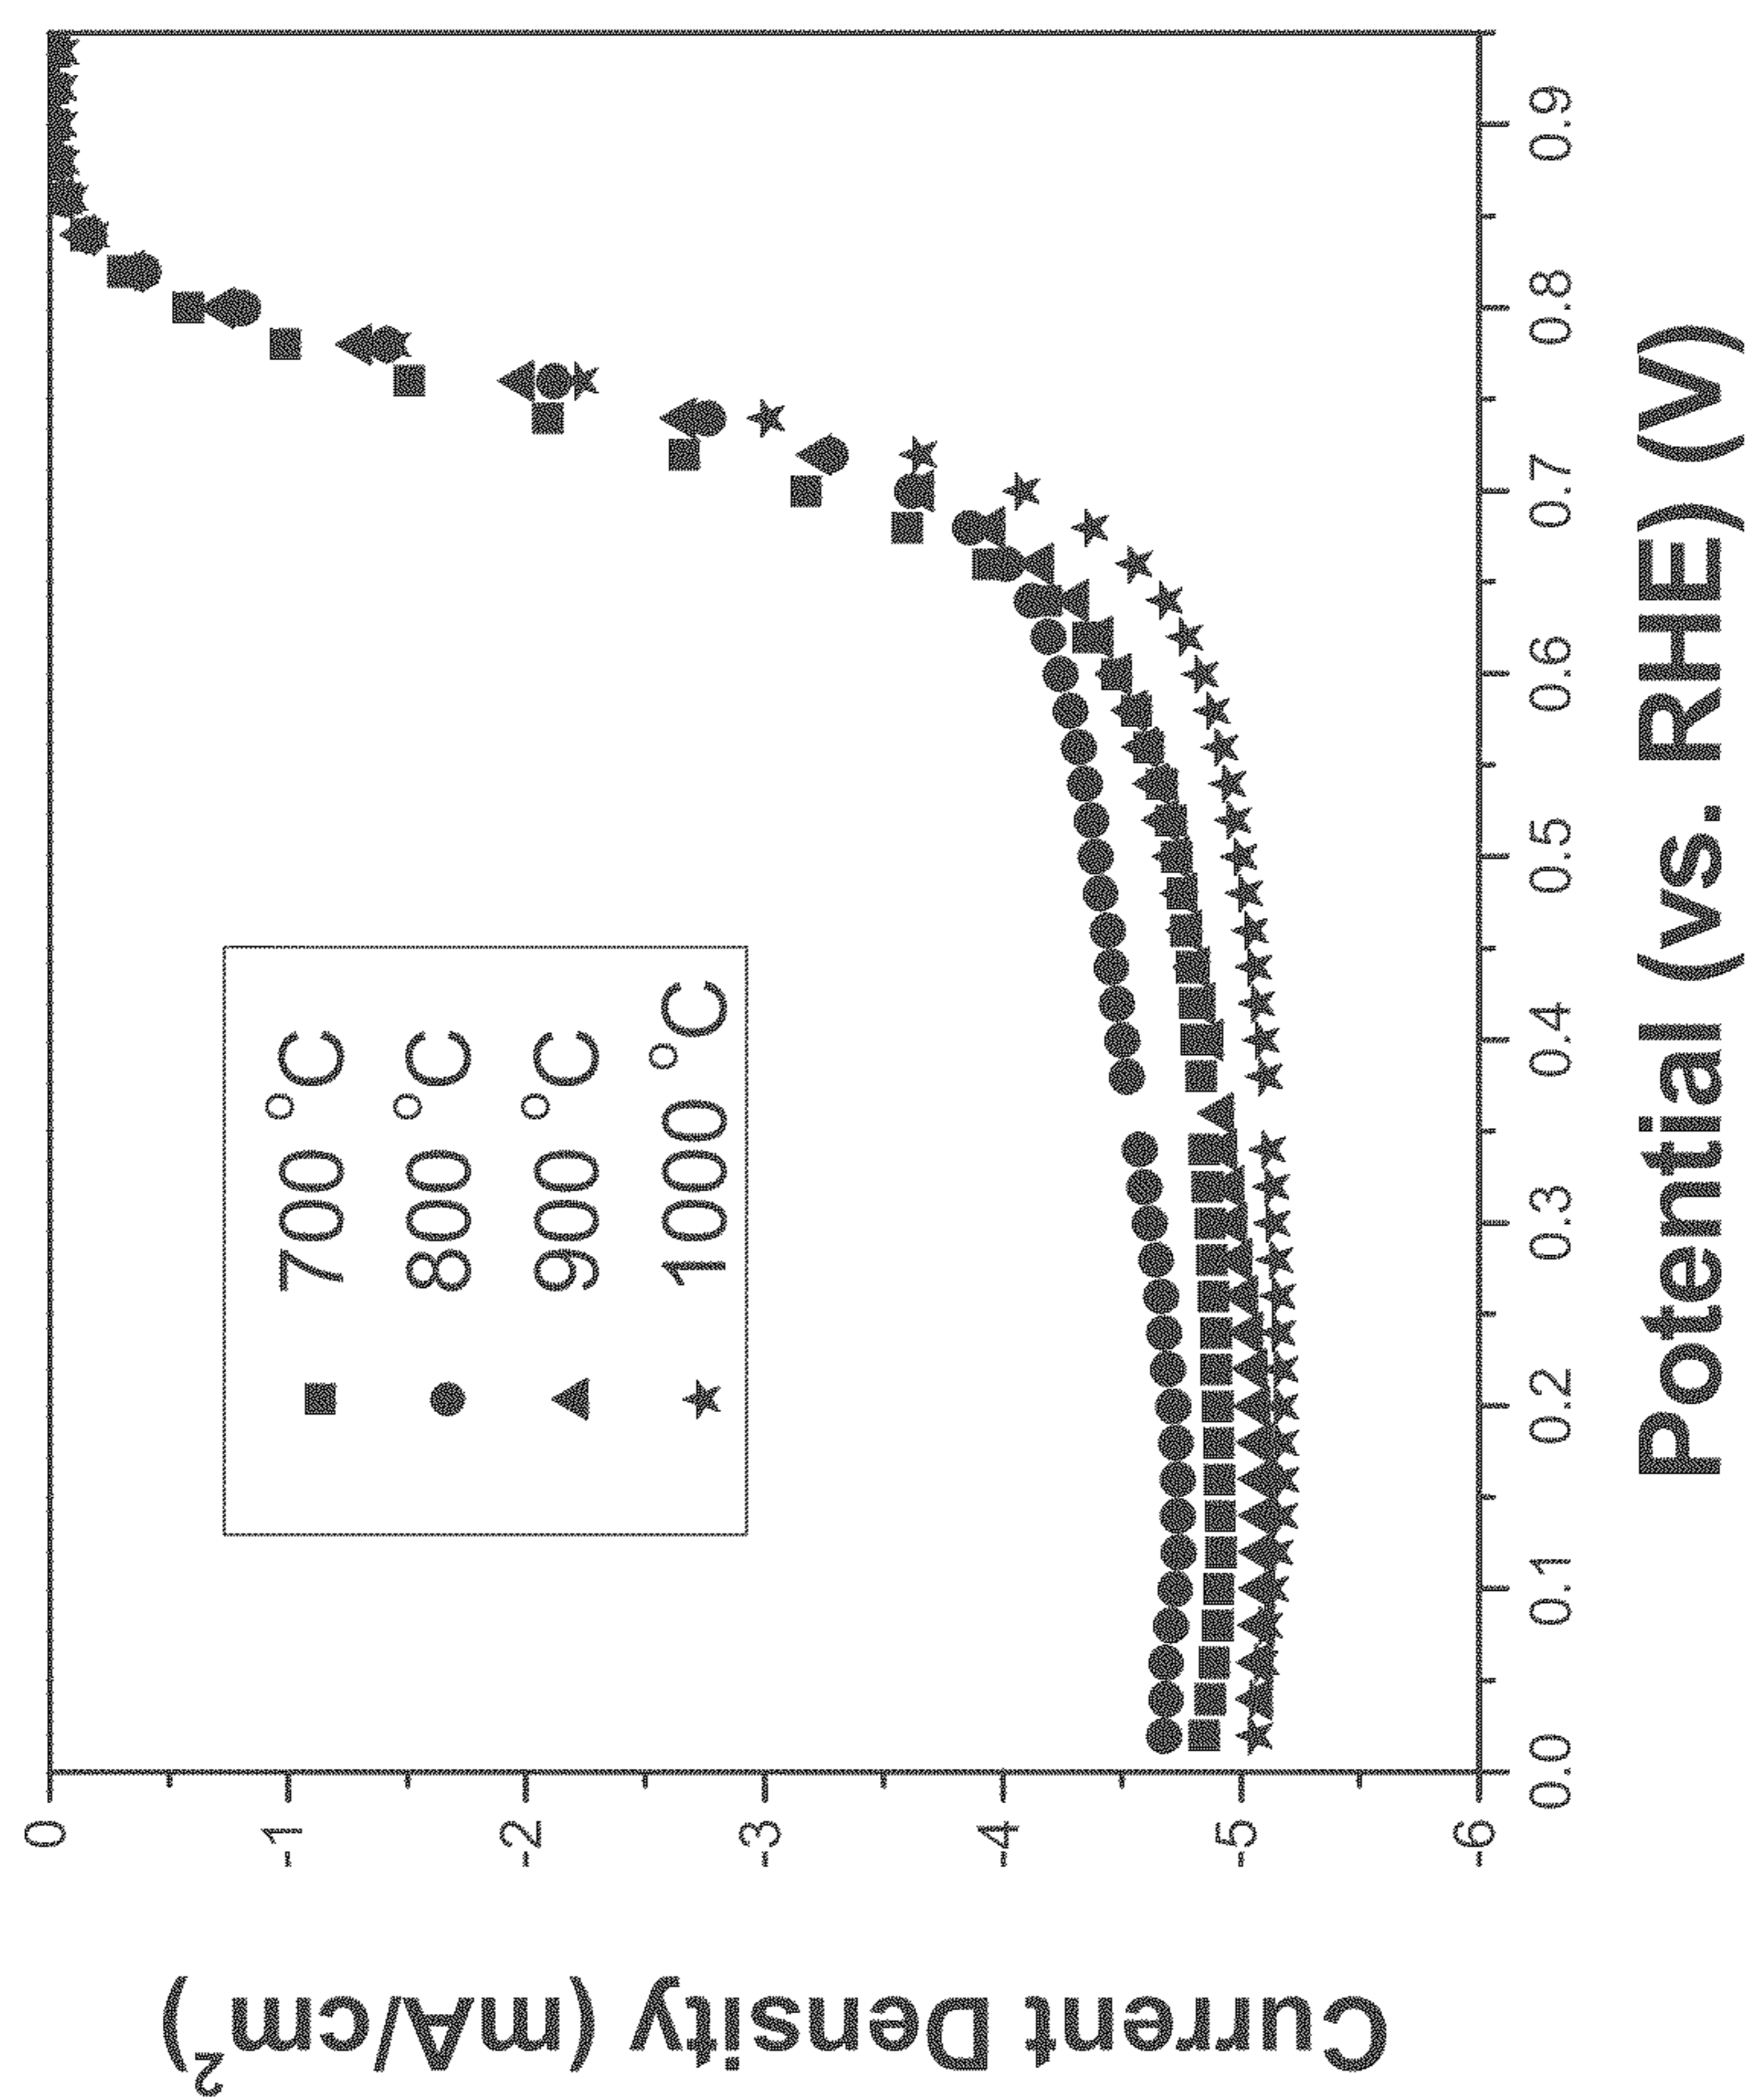 Current Density (mA/cm²)
0
-1
-2
-3
-4
-5
-6
700 °C
800 °C
900 °C
1000 °C
0.0
0.1
0.2
0.3
0.4
0.5
0.6
0.7
0.8
0.9
Potential (vs. RHE) (V)